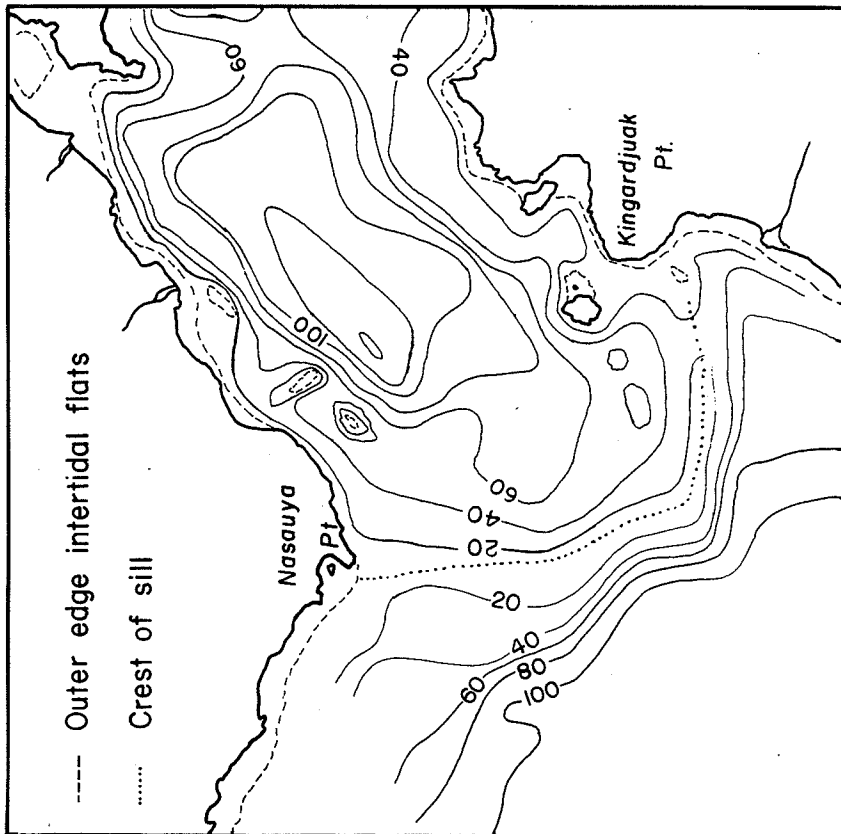 --- Outer edge intertidal flats
...... Crest of sill
Nasauya
Pt.
Kingardjuak
Pt.
60
40
100
60
40
20
20
40
60
80
100